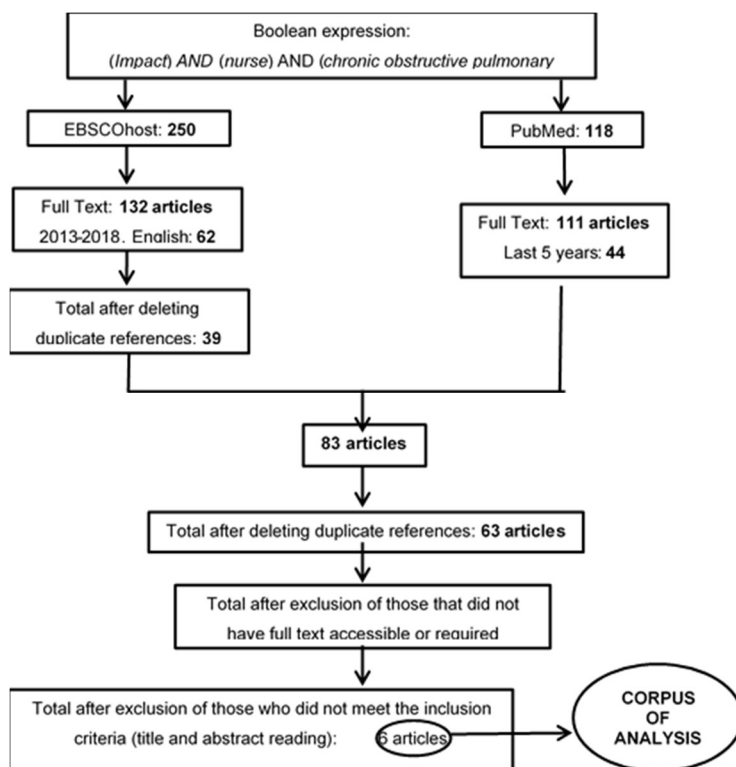 Boolean expression:
(Impact) AND (nurse) AND (chronic obstructive pulmonary
EBSCOhost: 250
PubMed: 118
Full Text: 132 articles
2013-2018. English: 62
Full Text: 111 articles
Last 5 years: 44
Total after deleting
duplicate references: 39
83 articles
Total after deleting duplicate references: 63 articles
Total after exclusion of those that did not
have full text accessible or required
Total after exclusion of those who did not meet the inclusion
criteria (title and abstract reading): 6 articles
CORPUS
OF
ANALYSIS